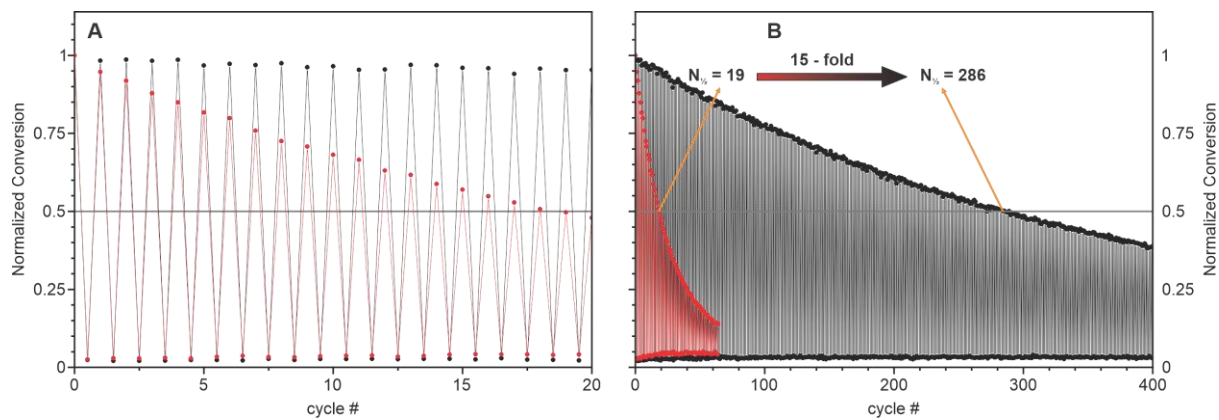 A
1
0.75
0.5
0.25
0
Normalized Conversion
0
5
10
15
20
cycle #
B
15 - fold
N½ = 19
N½ = 286
1
0.75
0.5
0.25
0
Normalized Conversion
0
100
200
300
400
cycle #